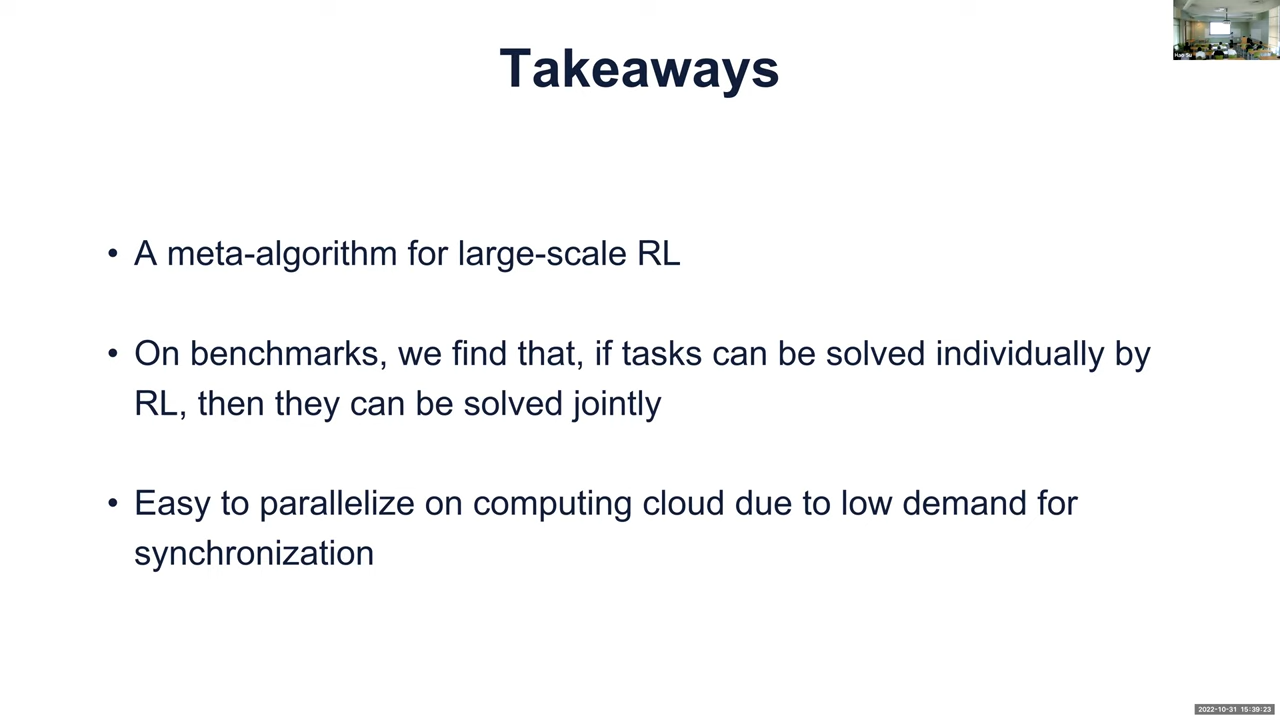 Takeaways
Hao Su
• A meta-algorithm for large-scale RL
• On benchmarks, we find that, if tasks can be solved individually by
RL, then they can be solved jointly
• Easy to parallelize on computing cloud due to low demand for
synchronization
2022-10-31 15:39:23